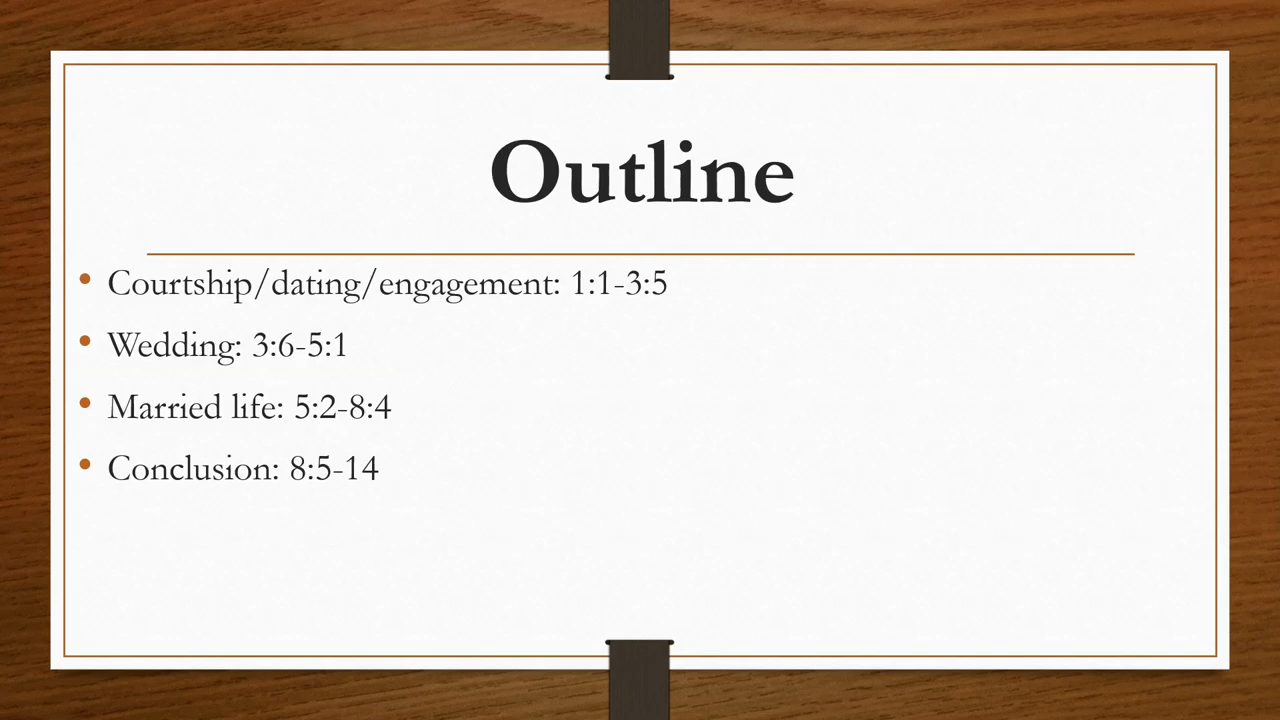 Outline
• Courtship/dating/engagement: 1:1-3:5
• Wedding: 3:6-5:1
• Married life: 5:2-8:4
• Conclusion: 8:5-14